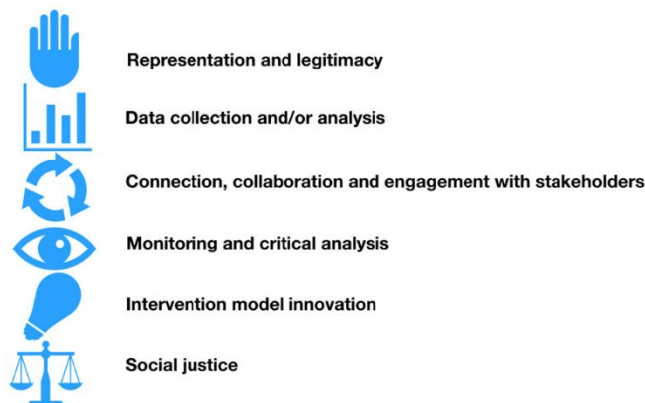 Representation and legitimacy
Data collection and/or analysis
Connection, collaboration and engagement with stakeholders
Monitoring and critical analysis
Intervention model innovation
Social justice